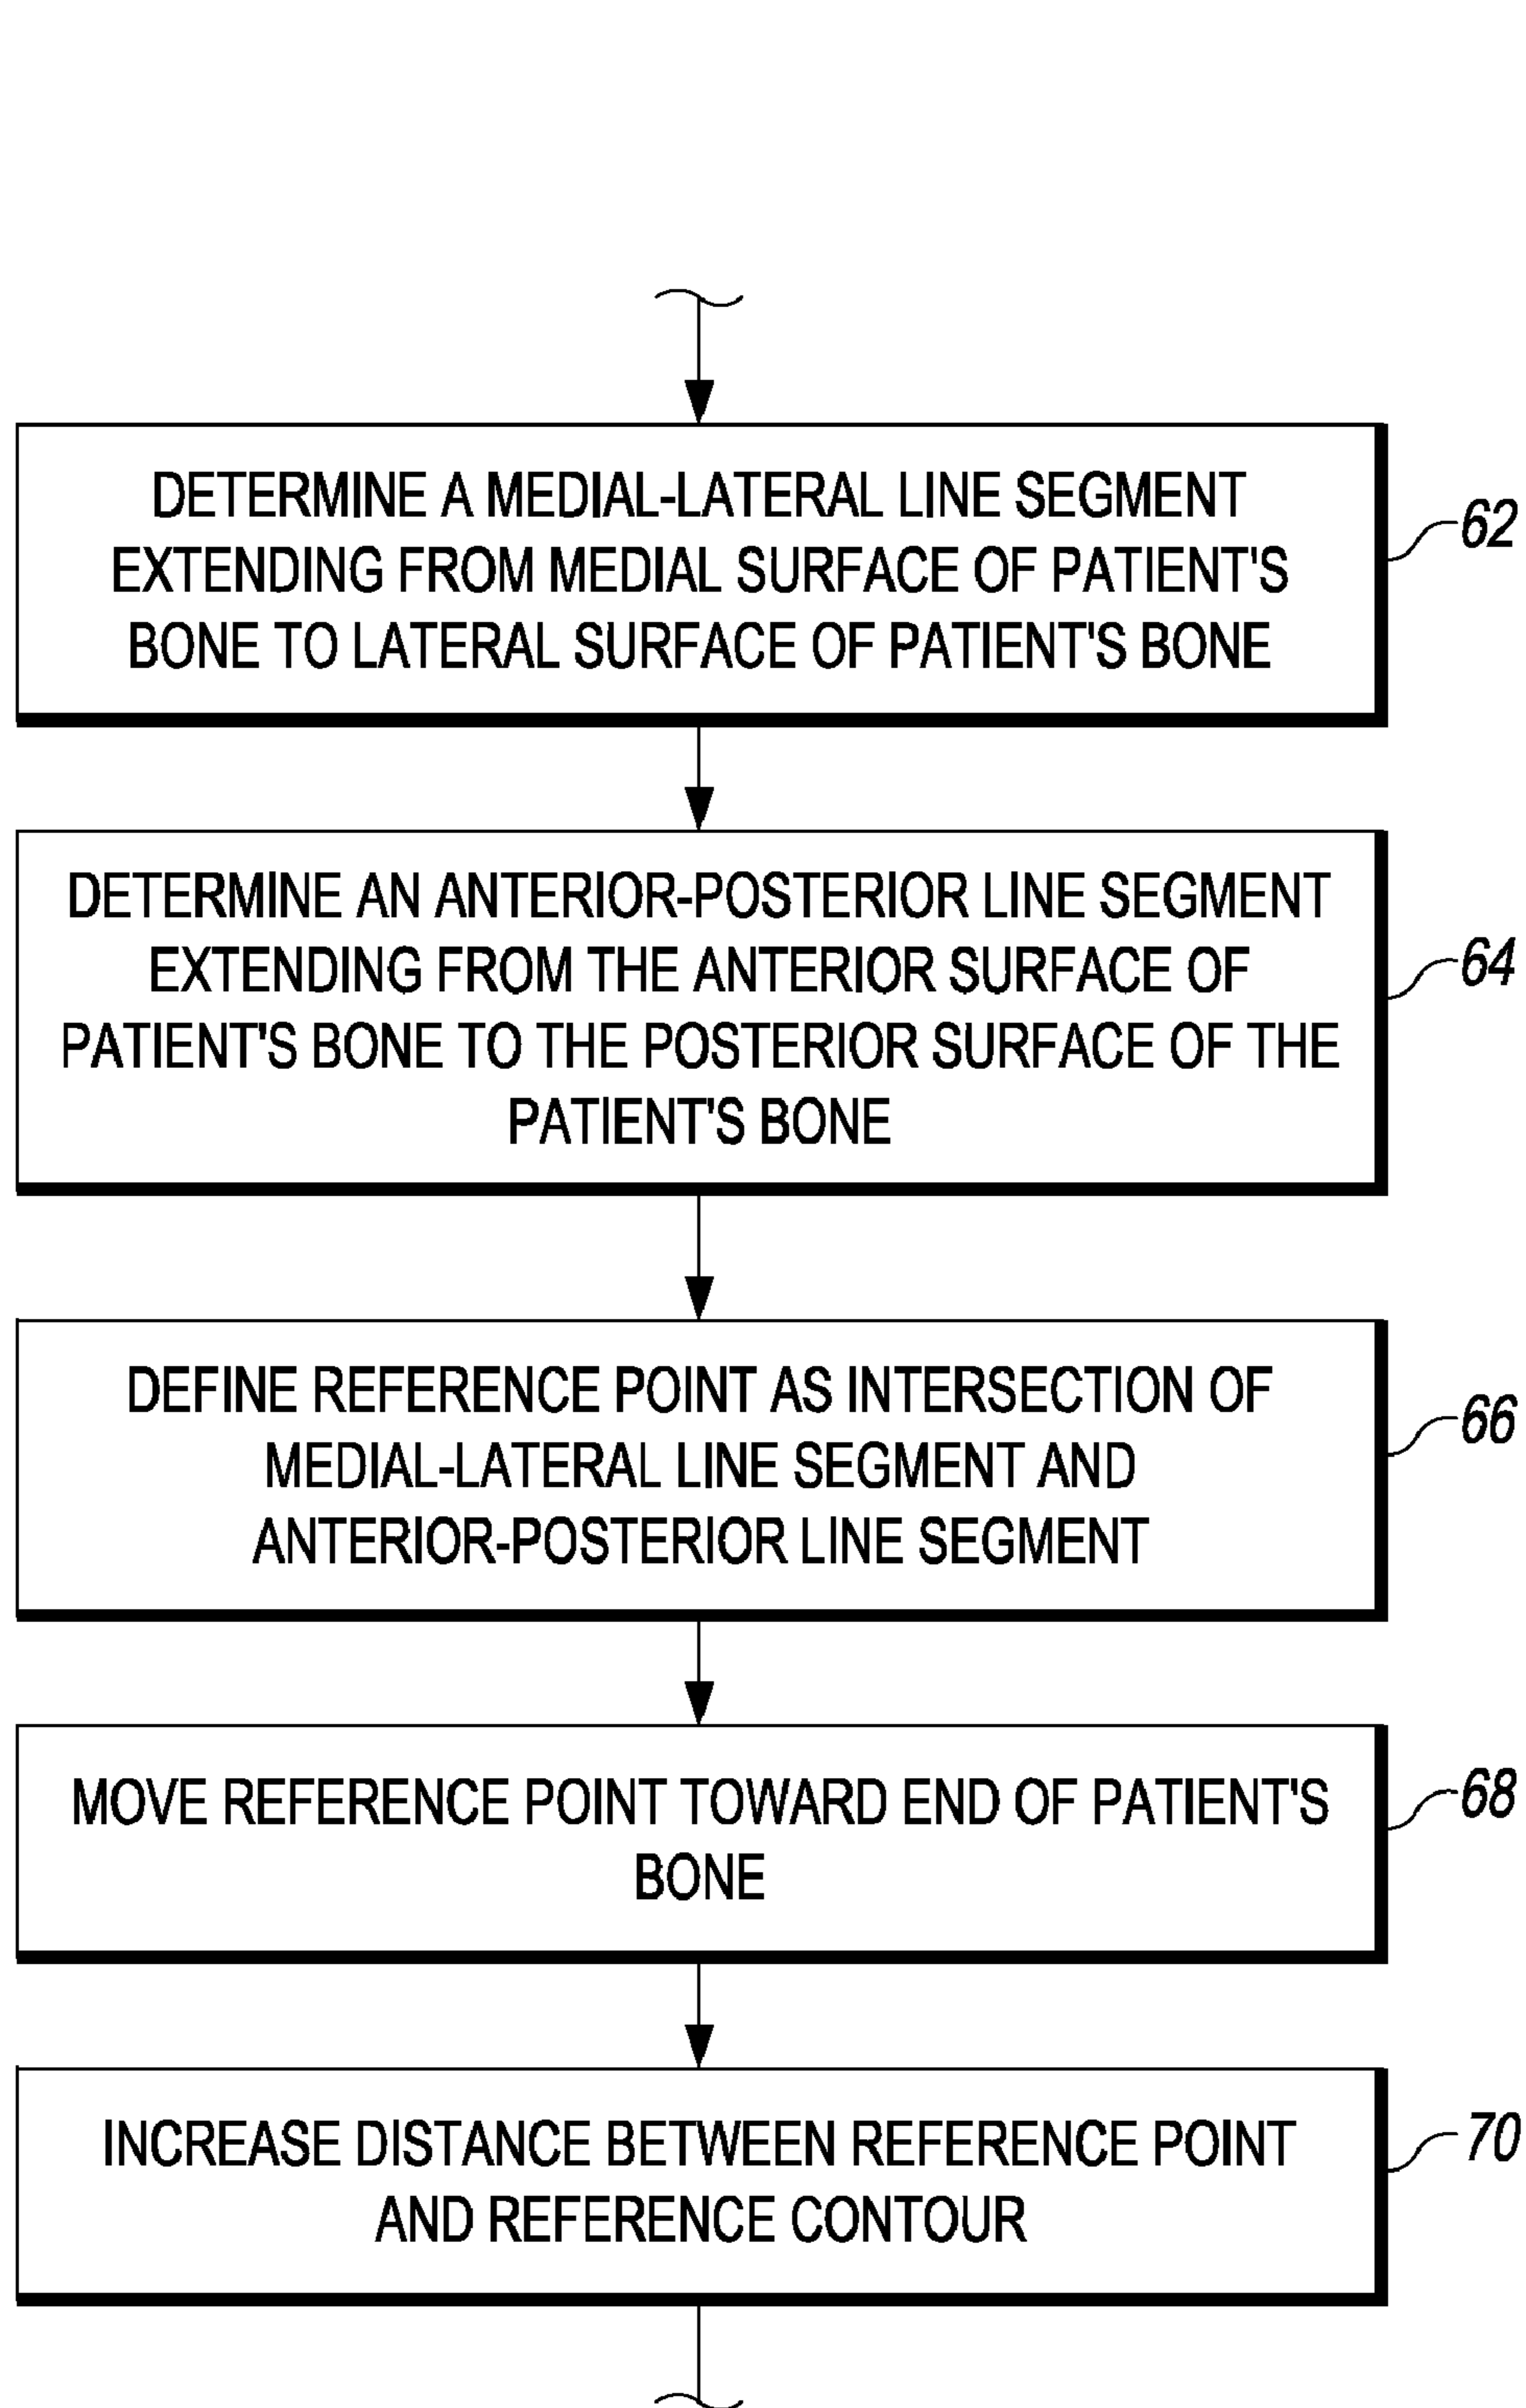 DETERMINE A MEDIAL-LATERAL LINE SEGMENT
EXTENDING FROM MEDIAL SURFACE OF PATIENT'S
BONE TO LATERAL SURFACE OF PATIENT'S BONE
62
DETERMINE AN ANTERIOR-POSTERIOR LINE SEGMENT
EXTENDING FROM THE ANTERIOR SURFACE OF
PATIENT'S BONE TO THE POSTERIOR SURFACE OF THE
PATIENT'S BONE
64
DEFINE REFERENCE POINT AS INTERSECTION OF
MEDIAL-LATERAL LINE SEGMENT AND
ANTERIOR-POSTERIOR LINE SEGMENT
66
MOVE REFERENCE POINT TOWARD END OF PATIENT'S
BONE
68
INCREASE DISTANCE BETWEEN REFERENCE POINT
AND REFERENCE CONTOUR
70